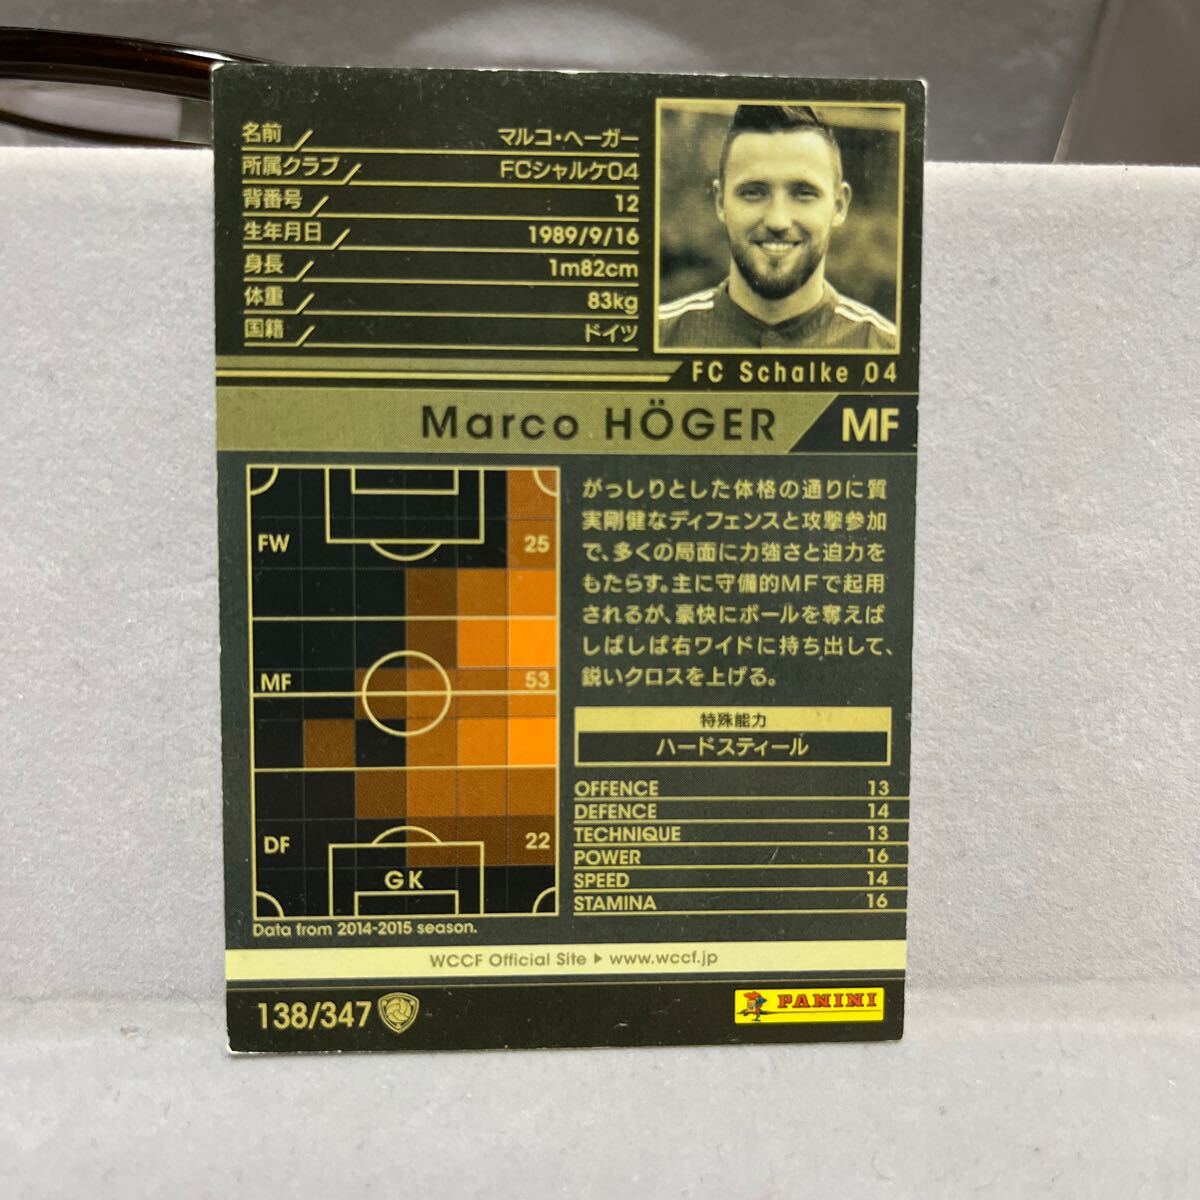 名前 マルコ・ヘーガー
所属クラブ FCシャルケ04
背番号 12
生年月日 1989/9/16
身長 1m82cm
体重 83kg
国籍 ドイツ
FC Schalke 04
Marco HÖGER MF
FW 25
MF 53
DF 22
GK
Data from 2014-2015 season.
がっしりとした体格の通りに質
実剛健なディフェンスと攻撃参加
で、多くの局面に力強さと迫力を
もたらす。主に守備的MFで起用
されるが、豪快にボールを奪えば
しばしば右ワイドに持ち出して、
鋭いクロスを上げる。
特殊能力
ハードスティール
OFFENCE 13
DEFENCE 14
TECHNIQUE 13
POWER 16
SPEED 14
STAMINA 16
WCCF Official Site ▶ www.wccf.jp
138/347
PANINI